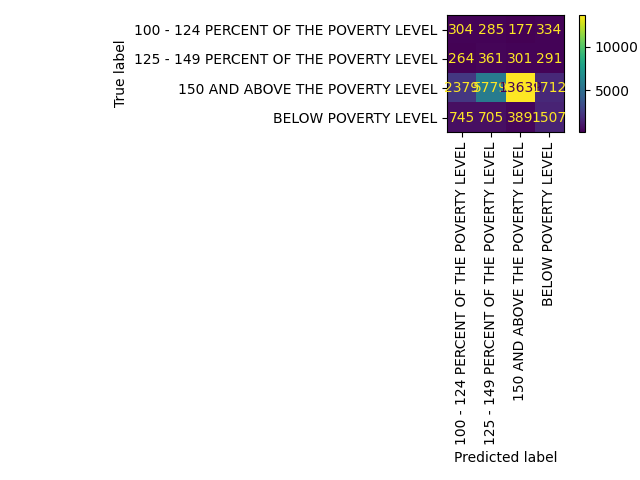 True label
100 - 124 PERCENT OF THE POVERTY LEVEL 304 285 177 334
125 - 149 PERCENT OF THE POVERTY LEVEL 264 361 301 291
150 AND ABOVE THE POVERTY LEVEL 2379 5779 1712
BELOW POVERTY LEVEL 745 705 389 1507
10000
5000
100 - 124 PERCENT OF THE POVERTY LEVEL
125 - 149 PERCENT OF THE POVERTY LEVEL
150 AND ABOVE THE POVERTY LEVEL
BELOW POVERTY LEVEL
Predicted label